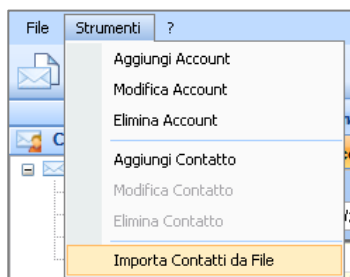 File Strumenti ?
Aggiungi Account
Modifica Account
Elimina Account
C
Aggiungi Contatto
Modifica Contatto
Elimina Contatto
Importa Contatti da File